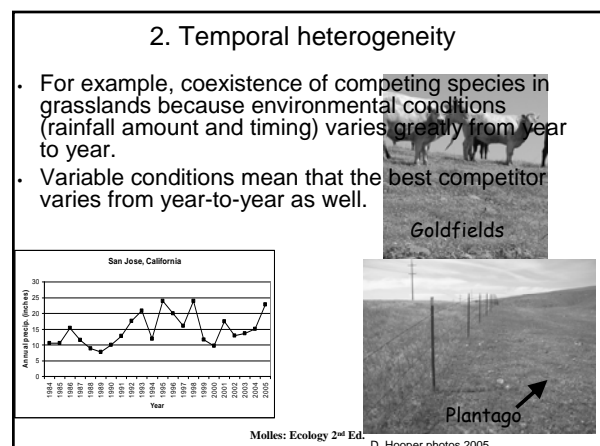 2. Temporal heterogeneity
• For example, coexistence of competing species in
grasslands because environmental conditions
(rainfall amount and timing) varies greatly from year
to year.
• Variable conditions mean that the best competitor
varies from year-to-year as well.
Goldfields
San Jose, California
Annual precip. (inches)
30
25
20
15
10
5
0
1984 1985 1986 1987 1988 1989 1990 1991 1992 1993 1994 1995 1996 1997 1998 1999 2000 2001 2002 2003 2004 2005
Year
Plantago
Molles: Ecology 2nd Ed.
D. Hooper photos 2005